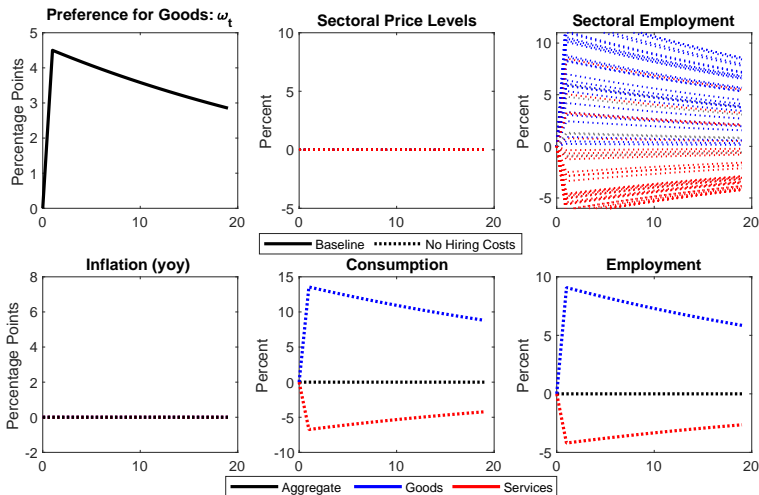 Preference for Goods: ω_t
Percentage Points
5
4
3
2
1
0
0
10
20
Sectoral Price Levels
Percent
5
0
-5
0
10
20
Sectoral Employment
Percent
10
5
0
-5
0
10
20
Baseline
No Hiring Costs
Inflation (yoy)
Percentage Points
8
6
4
2
0
-2
0
10
20
Consumption
Percent
15
10
5
0
-5
-10
0
10
20
Employment
Percent
10
5
0
-5
0
10
20
Aggregate
Goods
Services